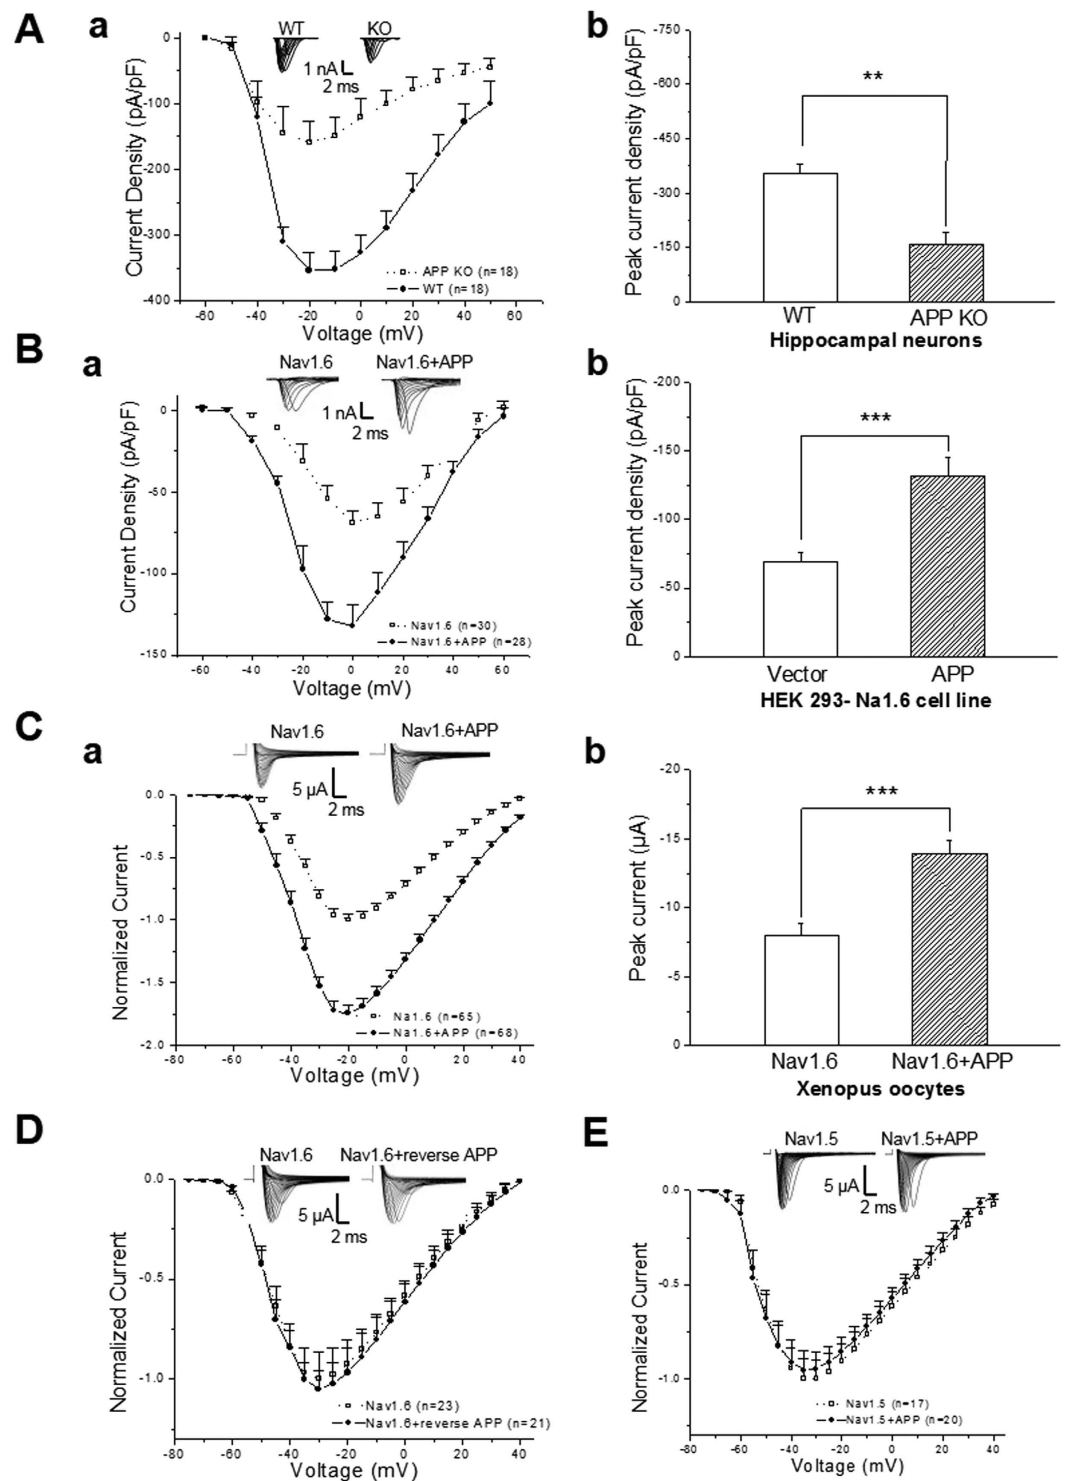 A
a
WT
KO
1 nA
2 ms
0
-100
-200
-300
-400
Current Density (pA/pF)
-60
-40
-20
0
20
40
60
Voltage (mV)
APP KO (n=18)
WT (n=18)
b
-750
-600
-450
-300
-150
0
Peak current density (pA/pF)
**
WT
APP KO
Hippocampal neurons
B
a
Nav1.6
Nav1.6+APP
1 nA
2 ms
0
-50
-100
-150
Current Density (pA/pF)
-60
-40
-20
0
20
40
60
Voltage (mV)
Nav1.6 (n=30)
Nav1.6+APP (n=28)
b
-200
-150
-100
-50
0
Peak current density (pA/pF)
***
Vector
APP
HEK 293- Na1.6 cell line
C
a
Nav1.6
Nav1.6+APP
5 µA
2 ms
0.0
-0.5
-1.0
-1.5
-2.0
Normalized Current
-80
-60
-40
-20
0
20
40
Voltage (mV)
Na1.6 (n=65)
Na1.6+APP (n=68)
b
-20
-15
-10
-5
0
Peak current (µA)
***
Nav1.6
Nav1.6+APP
Xenopus oocytes
D
Nav1.6
Nav1.6+reverse APP
5 µA
2 ms
0.0
-0.5
-1.0
Normalized Current
-80
-60
-40
-20
0
20
40
Voltage (mV)
Nav1.6 (n=23)
Nav1.6+reverse APP (n=21)
E
Nav1.5
Nav1.5+APP
5 µA
2 ms
0.0
-0.5
-1.0
Normalized Current
-80
-60
-40
-20
0
20
40
Voltage (mV)
Nav1.5 (n=17)
Nav1.5+APP (n=20)